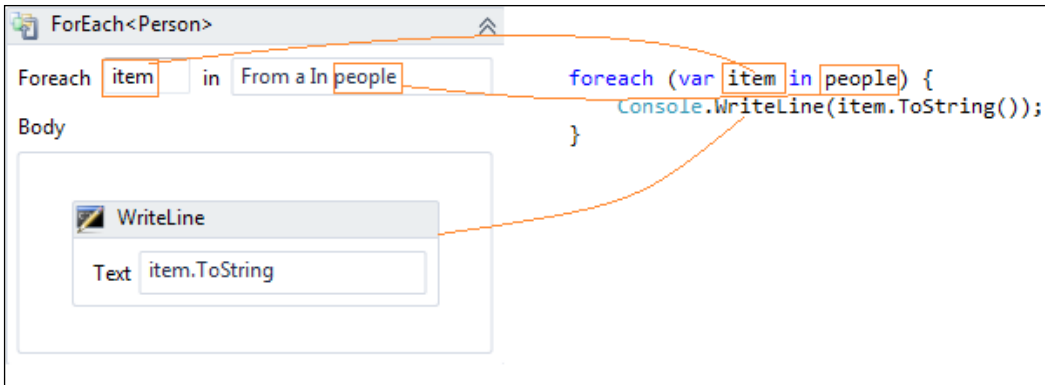 ForEach<Person>
Foreach item in From a In people
Body
WriteLine
Text item.ToString
foreach (var item in people) {
Console.WriteLine(item.ToString());
}